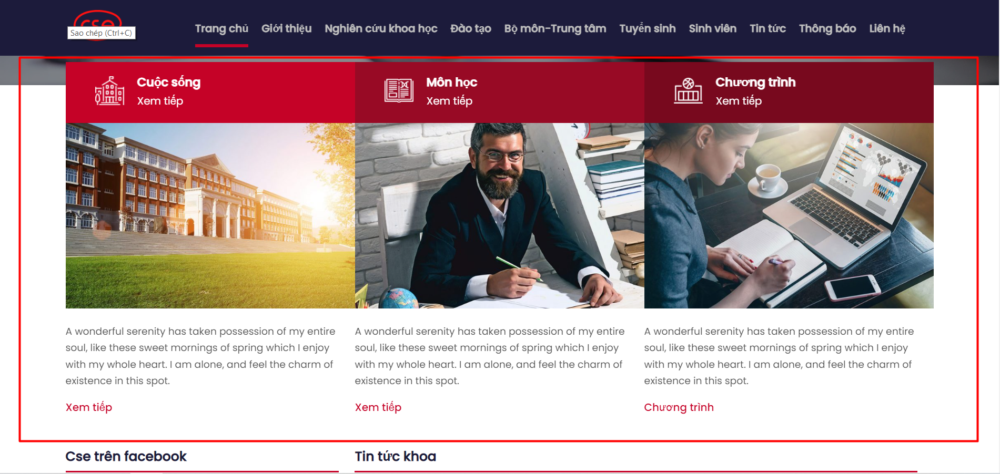 cse
Sao chép (Ctrl+C)
Trang chủ Giới thiệu Nghiên cứu khoa học Đào tạo Bộ môn-Trung tâm Tuyển sinh Sinh viên Tin tức Thông báo Liên hệ
Cuộc sống
Xem tiếp
Môn học
Xem tiếp
Chương trình
Xem tiếp
A wonderful serenity has taken possession of my entire
soul, like these sweet mornings of spring which I enjoy
with my whole heart. I am alone, and feel the charm of
existence in this spot.
Xem tiếp
A wonderful serenity has taken possession of my entire
soul, like these sweet mornings of spring which I enjoy
with my whole heart. I am alone, and feel the charm of
existence in this spot.
Xem tiếp
A wonderful serenity has taken possession of my entire
soul, like these sweet mornings of spring which I enjoy
with my whole heart. I am alone, and feel the charm of
existence in this spot.
Chương trình
Cse trên facebook
Tin tức khoa